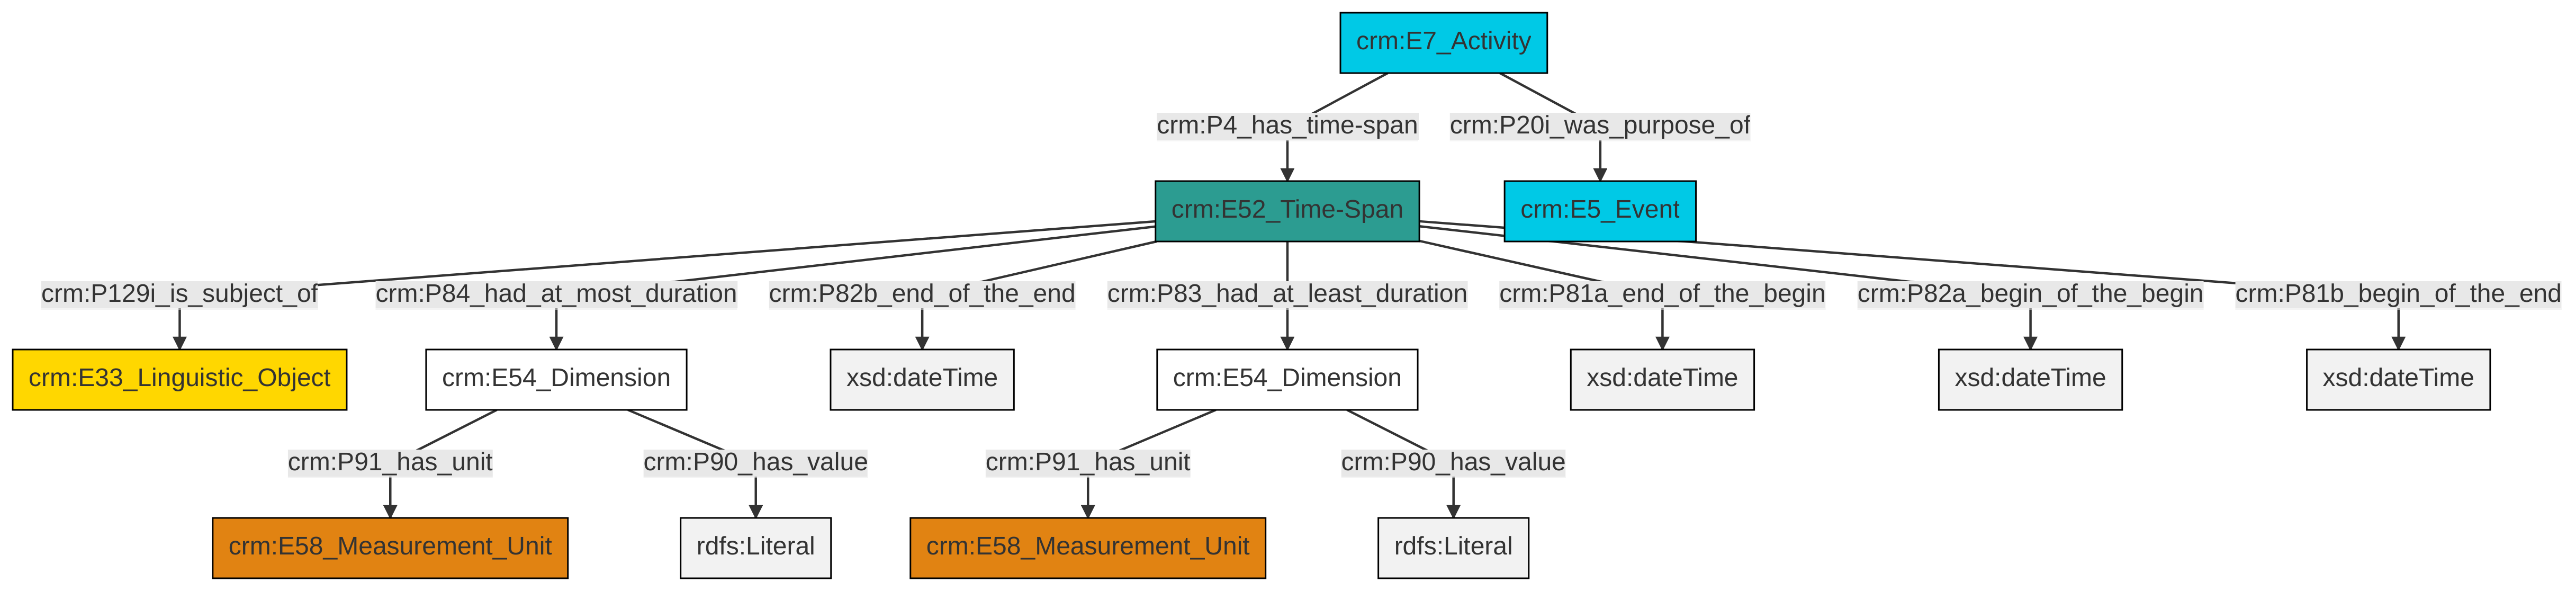 crm:E7_Activity
crm:P4_has_time-span
crm:P20i_was_purpose_of
crm:E52_Time-Span
crm:E5_Event
crm:P129i_is_subject_of
crm:P84_had_at_most_duration
crm:P82b_end_of_the_end
crm:P83_had_at_least_duration
crm:P81a_end_of_the_begin
crm:P82a_begin_of_the_begin
crm:P81b_begin_of_the_end
crm:E33_Linguistic_Object
crm:E54_Dimension
xsd:dateTime
crm:E54_Dimension
xsd:dateTime
xsd:dateTime
xsd:dateTime
crm:P91_has_unit
crm:P90_has_value
crm:P91_has_unit
crm:P90_has_value
crm:E58_Measurement_Unit
rdfs:Literal
crm:E58_Measurement_Unit
rdfs:Literal